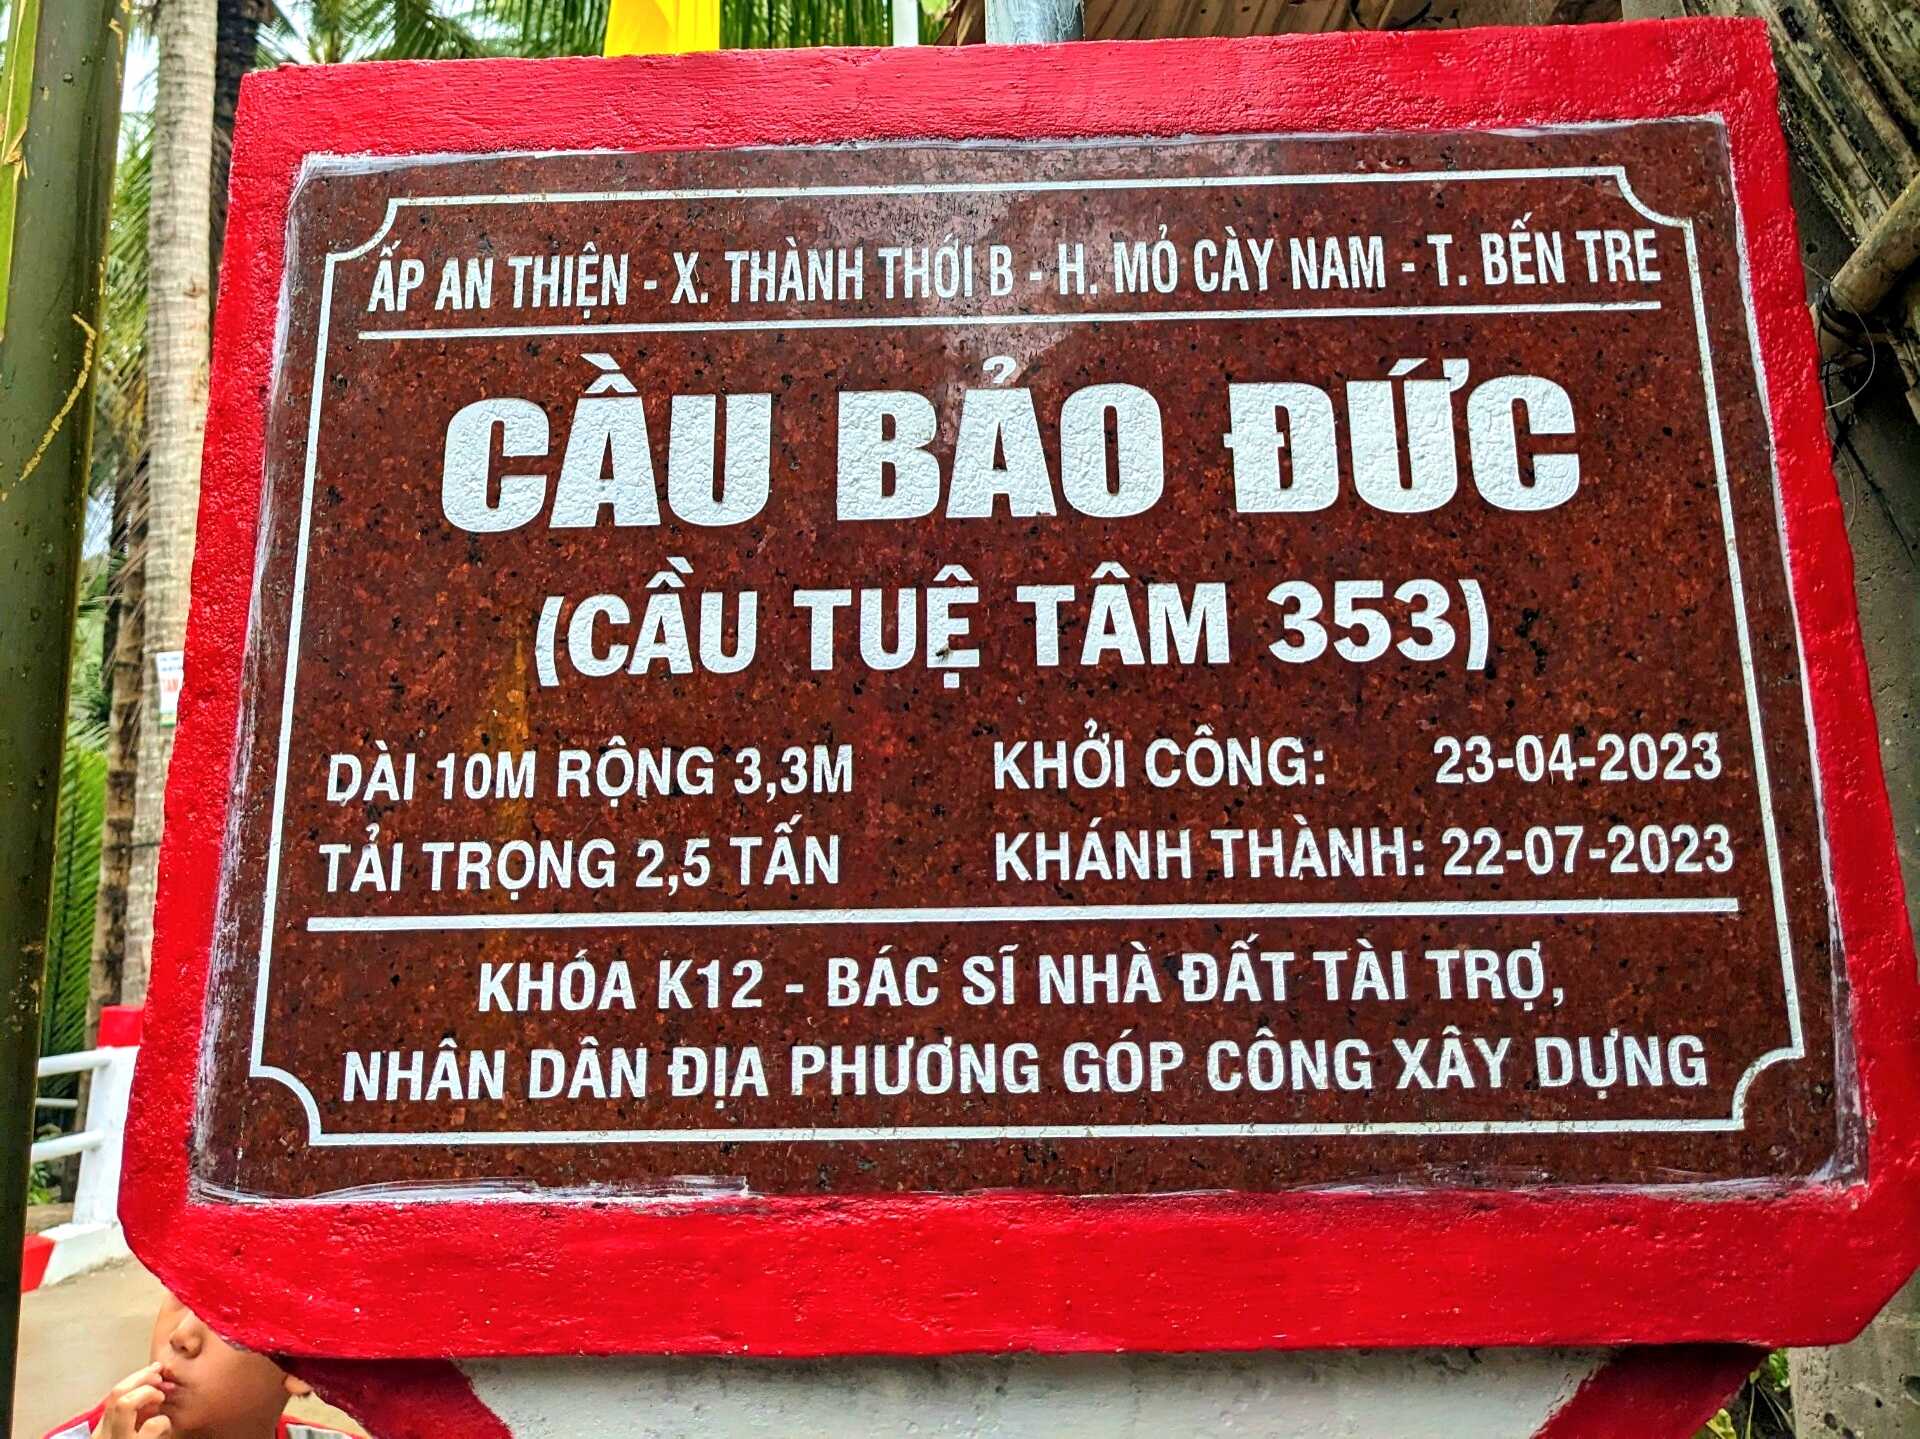 ẤP AN THIỆN - X. THÀNH THỚI B - H. MỎ CÀY NAM - T. BẾN TRE
CẦU BẢO ĐỨC
(CẦU TUỆ TÂM 353)
DÀI 10M RỘNG 3,3M KHỞI CÔNG: 23-04-2023
TẢI TRỌNG 2,5 TẤN KHÁNH THÀNH: 22-07-2023
KHÓA K12 - BÁC SĨ NHÀ ĐẤT TÀI TRỢ,
NHÂN DÂN ĐỊA PHƯƠNG GÓP CÔNG XÂY DỰNG